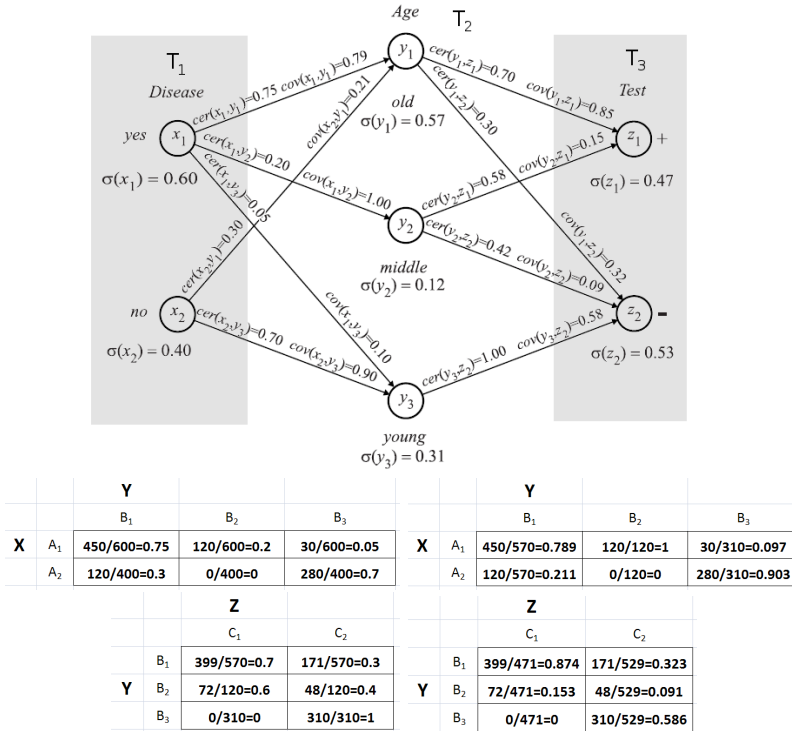 Age
T2
T1
T3
Disease
Test
yes
x1
σ(x1) = 0.60
no
x2
σ(x2) = 0.40
y1
old
σ(y1) = 0.57
y2
middle
σ(y2) = 0.12
y3
young
σ(y3) = 0.31
z1
+
σ(z1) = 0.47
z2
-
σ(z2) = 0.53
cer(x1,y1)=0.75 cov(x1,y1)=0.79
cer(x1,y2)=0.20 cov(x1,y2)=1.00
cer(x1,y3)=0.05 cov(x1,y3)=0.10
cer(x2,y1)=0.30 cov(x2,y1)=0.21
cer(x2,y3)=0.70 cov(x2,y3)=0.90
cer(y1,z1)=0.70 cov(y1,z1)=0.85
cer(y1,z2)=0.30 cov(y1,z2)=0.32
cer(y2,z1)=0.58 cov(y2,z1)=0.15
cer(y2,z2)=0.42 cov(y2,z2)=0.09
cer(y3,z2)=1.00 cov(y3,z2)=0.58
Y
B1 B2 B3
X A1 450/600=0.75 120/600=0.2 30/600=0.05
A2 120/400=0.3 0/400=0 280/400=0.7
Y
B1 B2 B3
X A1 450/570=0.789 120/120=1 30/310=0.097
A2 120/570=0.211 0/120=0 280/310=0.903
Z
C1 C2
B1 399/570=0.7 171/570=0.3
Y B2 72/120=0.6 48/120=0.4
B3 0/310=0 310/310=1
Z
C1 C2
B1 399/471=0.874 171/529=0.323
Y B2 72/471=0.153 48/529=0.091
B3 0/471=0 310/529=0.586